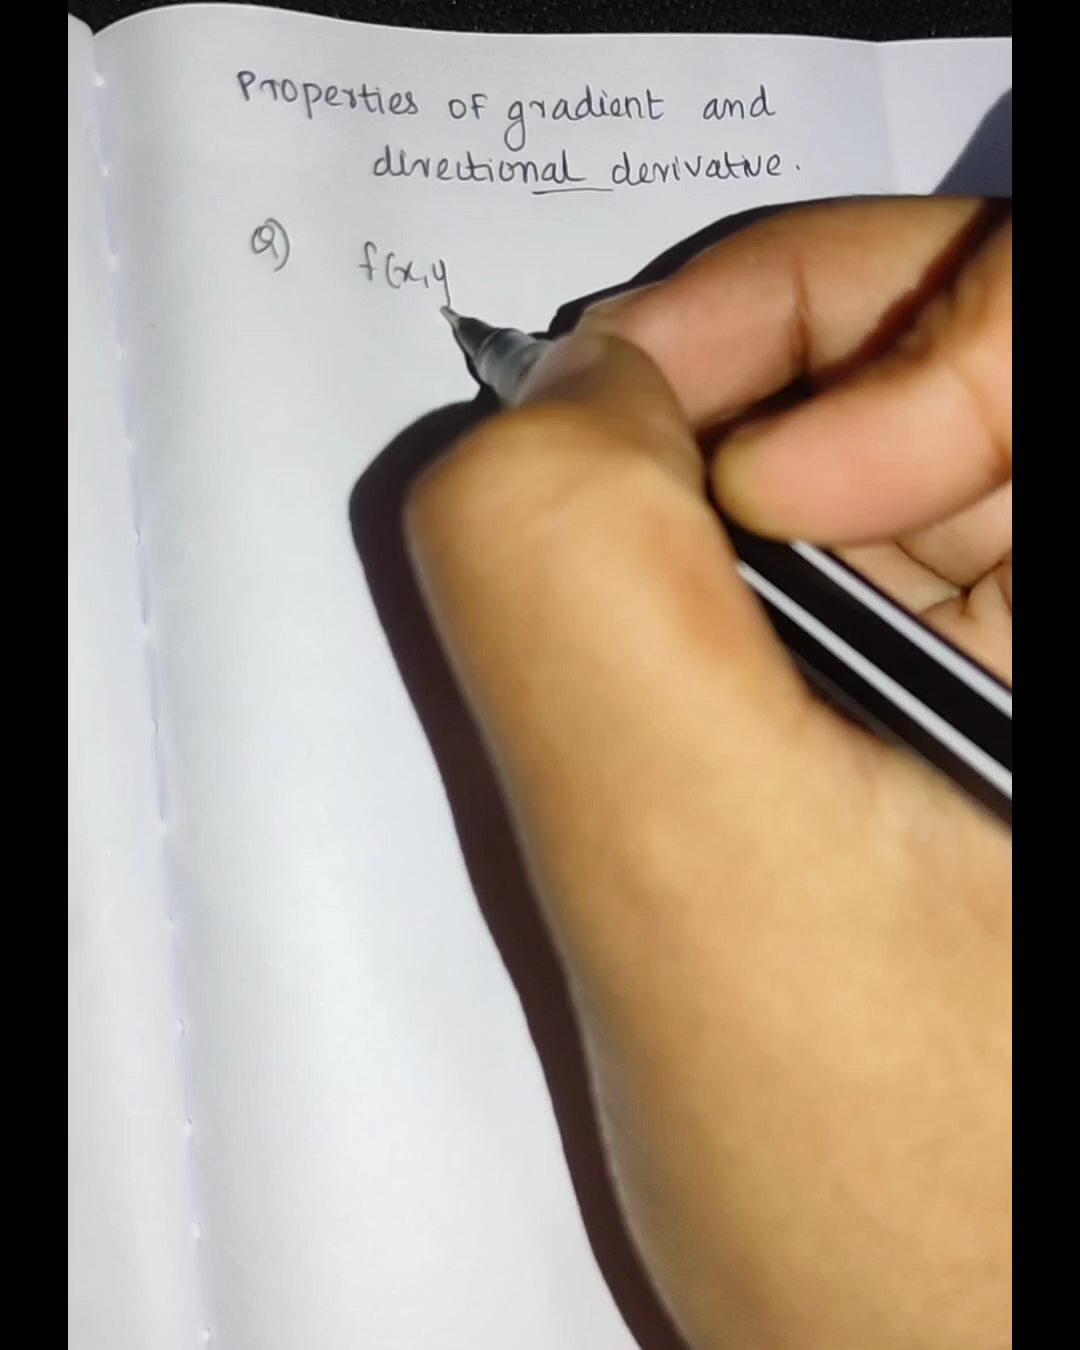 Properties of gradient and
directional derivative.
Q) f(x,y